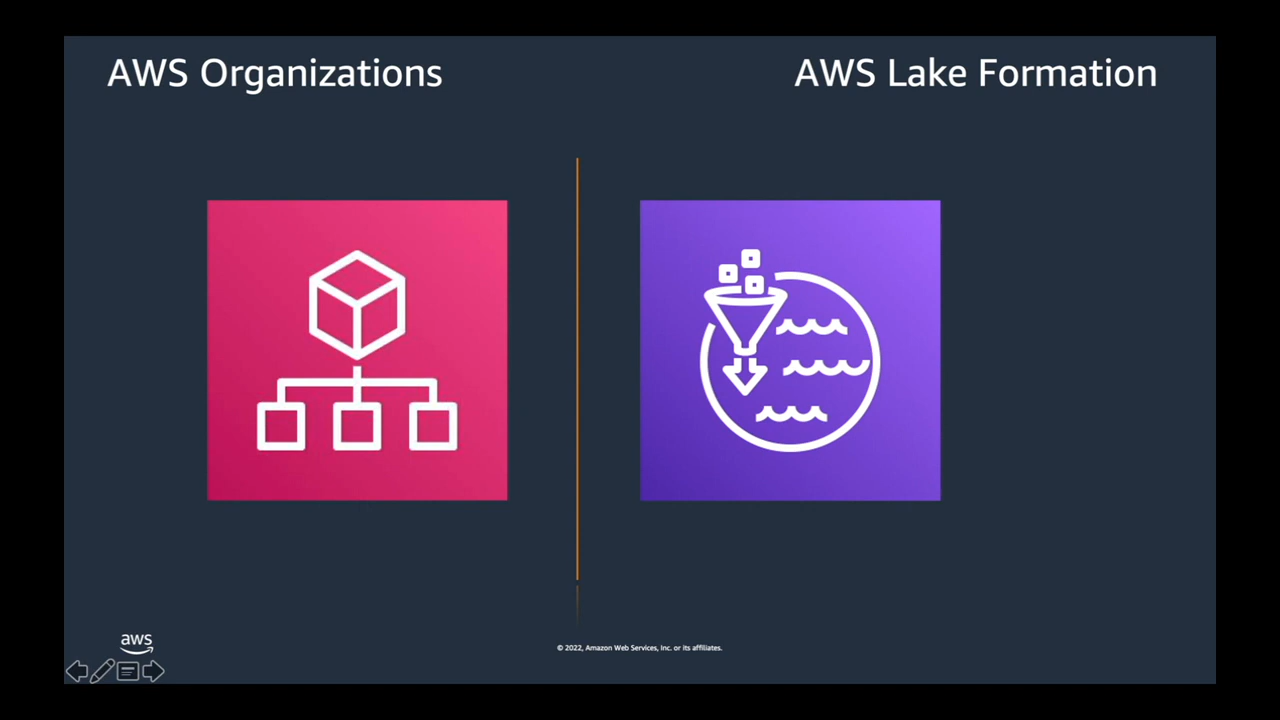 AWS Organizations
AWS Lake Formation
aws
© 2022, Amazon Web Services, Inc. or its affiliates.